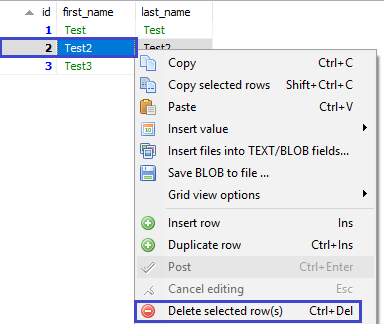 id first_name last_name
1 Test Test
2 Test2 Test2
3 Test3
Copy Ctrl+C
Copy selected rows Shift+Ctrl+C
Paste Ctrl+V
Insert value
Insert files into TEXT/BLOB fields...
Save BLOB to file ...
Grid view options
Insert row Ins
Duplicate row Ctrl+Ins
Post Ctrl+Enter
Cancel editing Esc
Delete selected row(s) Ctrl+Del